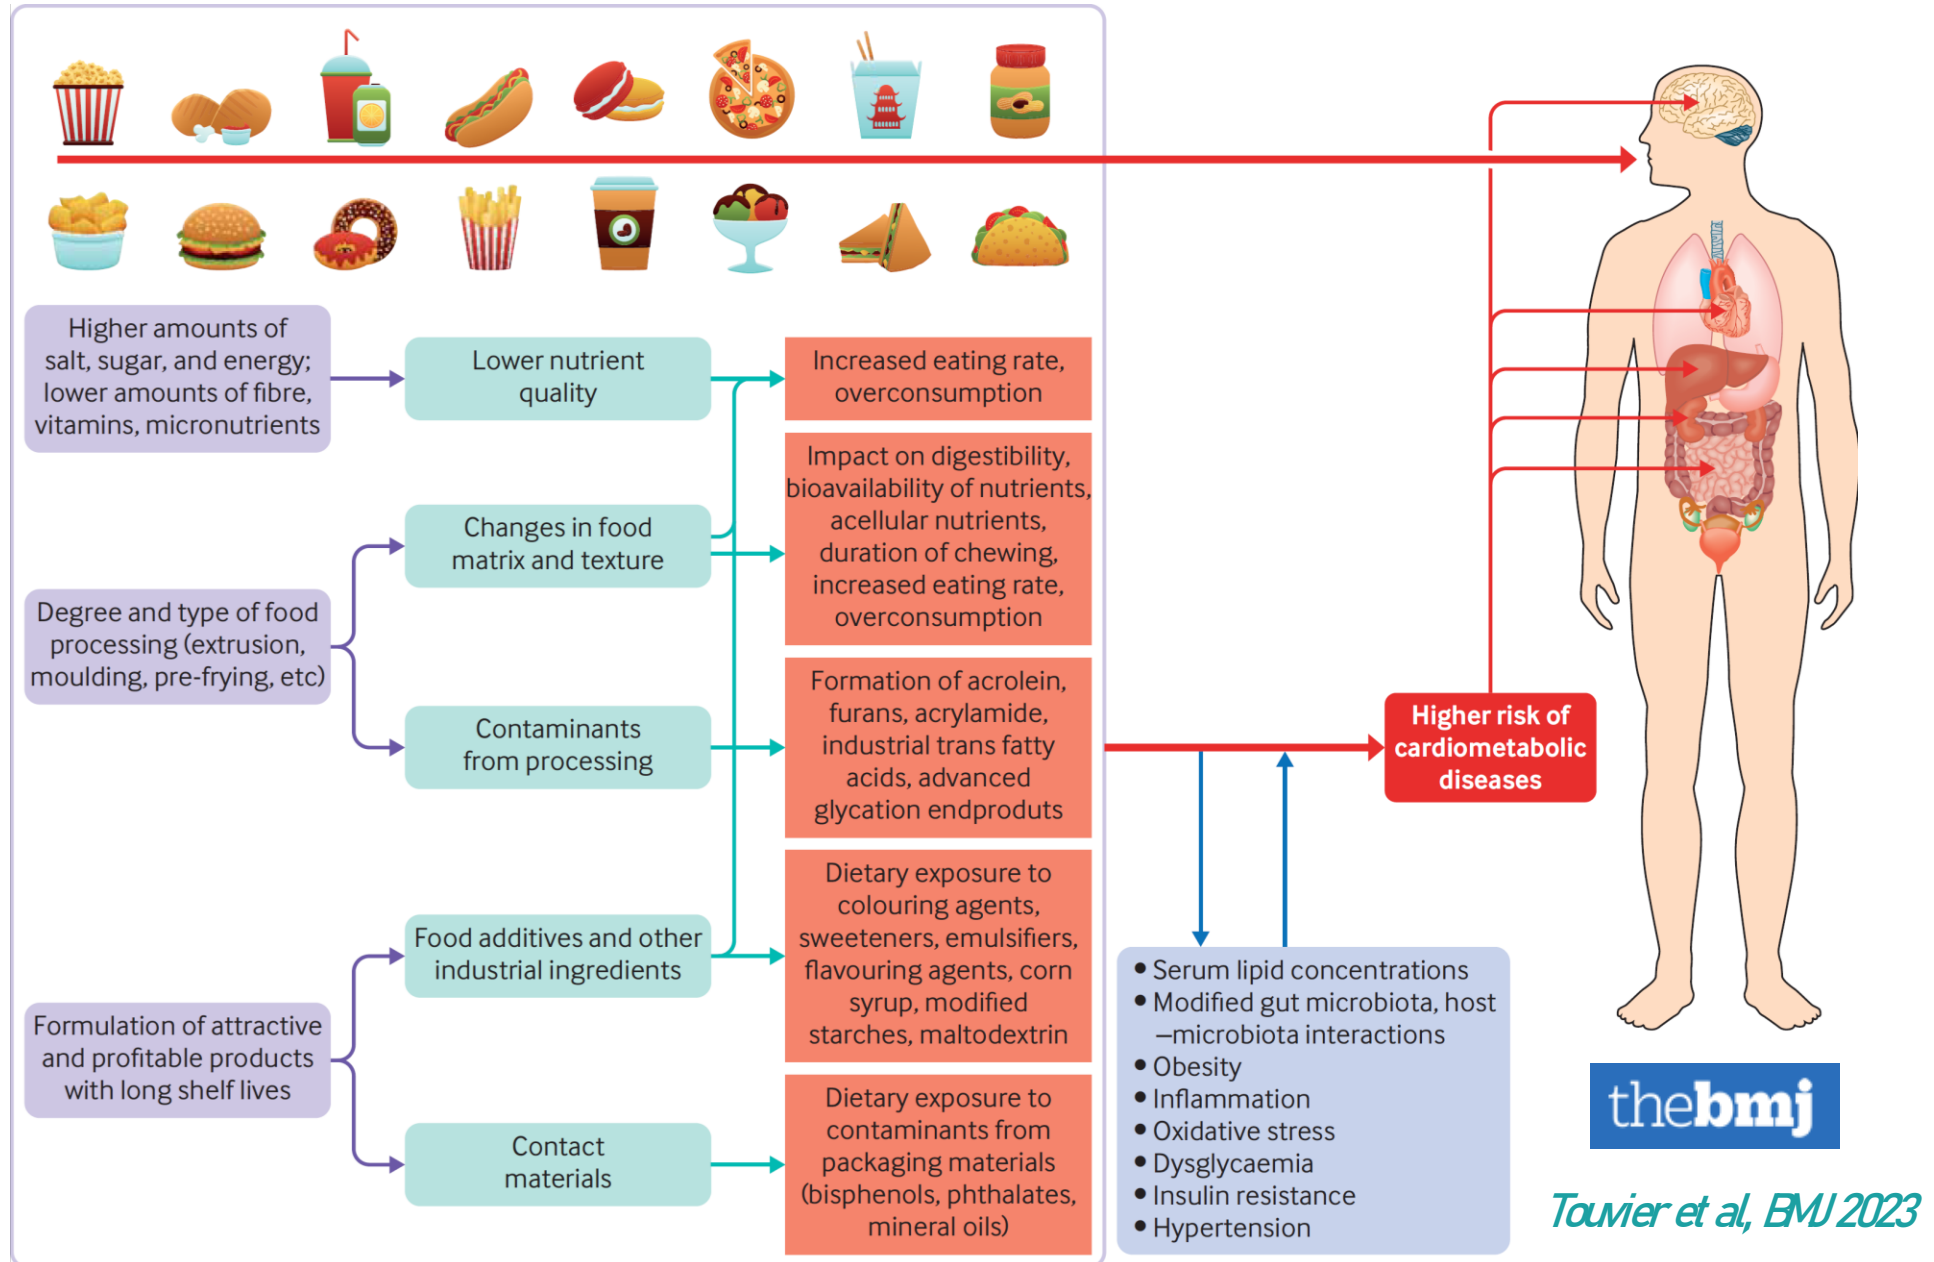 Higher amounts of
salt, sugar, and energy;
lower amounts of fibre,
vitamins, micronutrients
Degree and type of food
processing (extrusion,
moulding, pre-frying, etc)
Formulation of attractive
and profitable products
with long shelf lives
Lower nutrient
quality
Changes in food
matrix and texture
Contaminants
from processing
Food additives and other
industrial ingredients
Contact
materials
Increased eating rate,
overconsumption
Impact on digestibility,
bioavailability of nutrients,
acellular nutrients,
duration of chewing,
increased eating rate,
overconsumption
Formation of acrolein,
furans, acrylamide,
industrial trans fatty
acids, advanced
glycation endproduts
Dietary exposure to
colouring agents,
sweeteners, emulsifiers,
flavouring agents, corn
syrup, modified
starches, maltodextrin
Dietary exposure to
contaminants from
packaging materials
(bisphenols, phthalates,
mineral oils)
Higher risk of
cardiometabolic
diseases
• Serum lipid concentrations
• Modified gut microbiota, host
–microbiota interactions
• Obesity
• Inflammation
• Oxidative stress
• Dysglycaemia
• Insulin resistance
• Hypertension
thebmj
Touvier et al, BMJ 2023